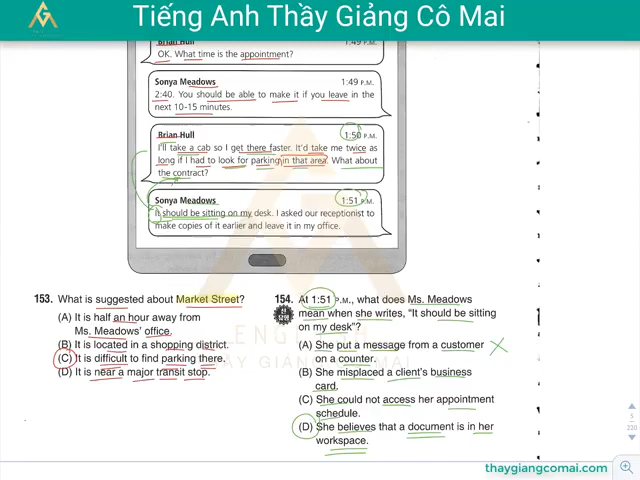 Tiếng Anh Thầy Giảng Cô Mai
Brian Hull 1:49 P.M.
OK. What time is the appointment?
Sonya Meadows 1:49 P.M.
2:40. You should be able to make it if you leave in the
next 10-15 minutes.
Brian Hull 1:50 P.M.
I'll take a cab so I get there faster. It'd take me twice as
long if I had to look for parking in that area. What about
the contract?
Sonya Meadows 1:51 P.M.
It should be sitting on my desk. I asked our receptionist to
make copies of it earlier and leave it in my office.
153. What is suggested about Market Street?
(A) It is half an hour away from
Ms. Meadows' office.
(B) It is located in a shopping district.
(C) It is difficult to find parking there.
(D) It is near a major transit stop.
154. At 1:51 P.M., what does Ms. Meadows
mean when she writes, "It should be sitting
on my desk"?
(A) She put a message from a customer
on a counter.
(B) She misplaced a client's business
card.
(C) She could not access her appointment
schedule.
(D) She believes that a document is in her
workspace.
5
220
thaygiangcomai.com